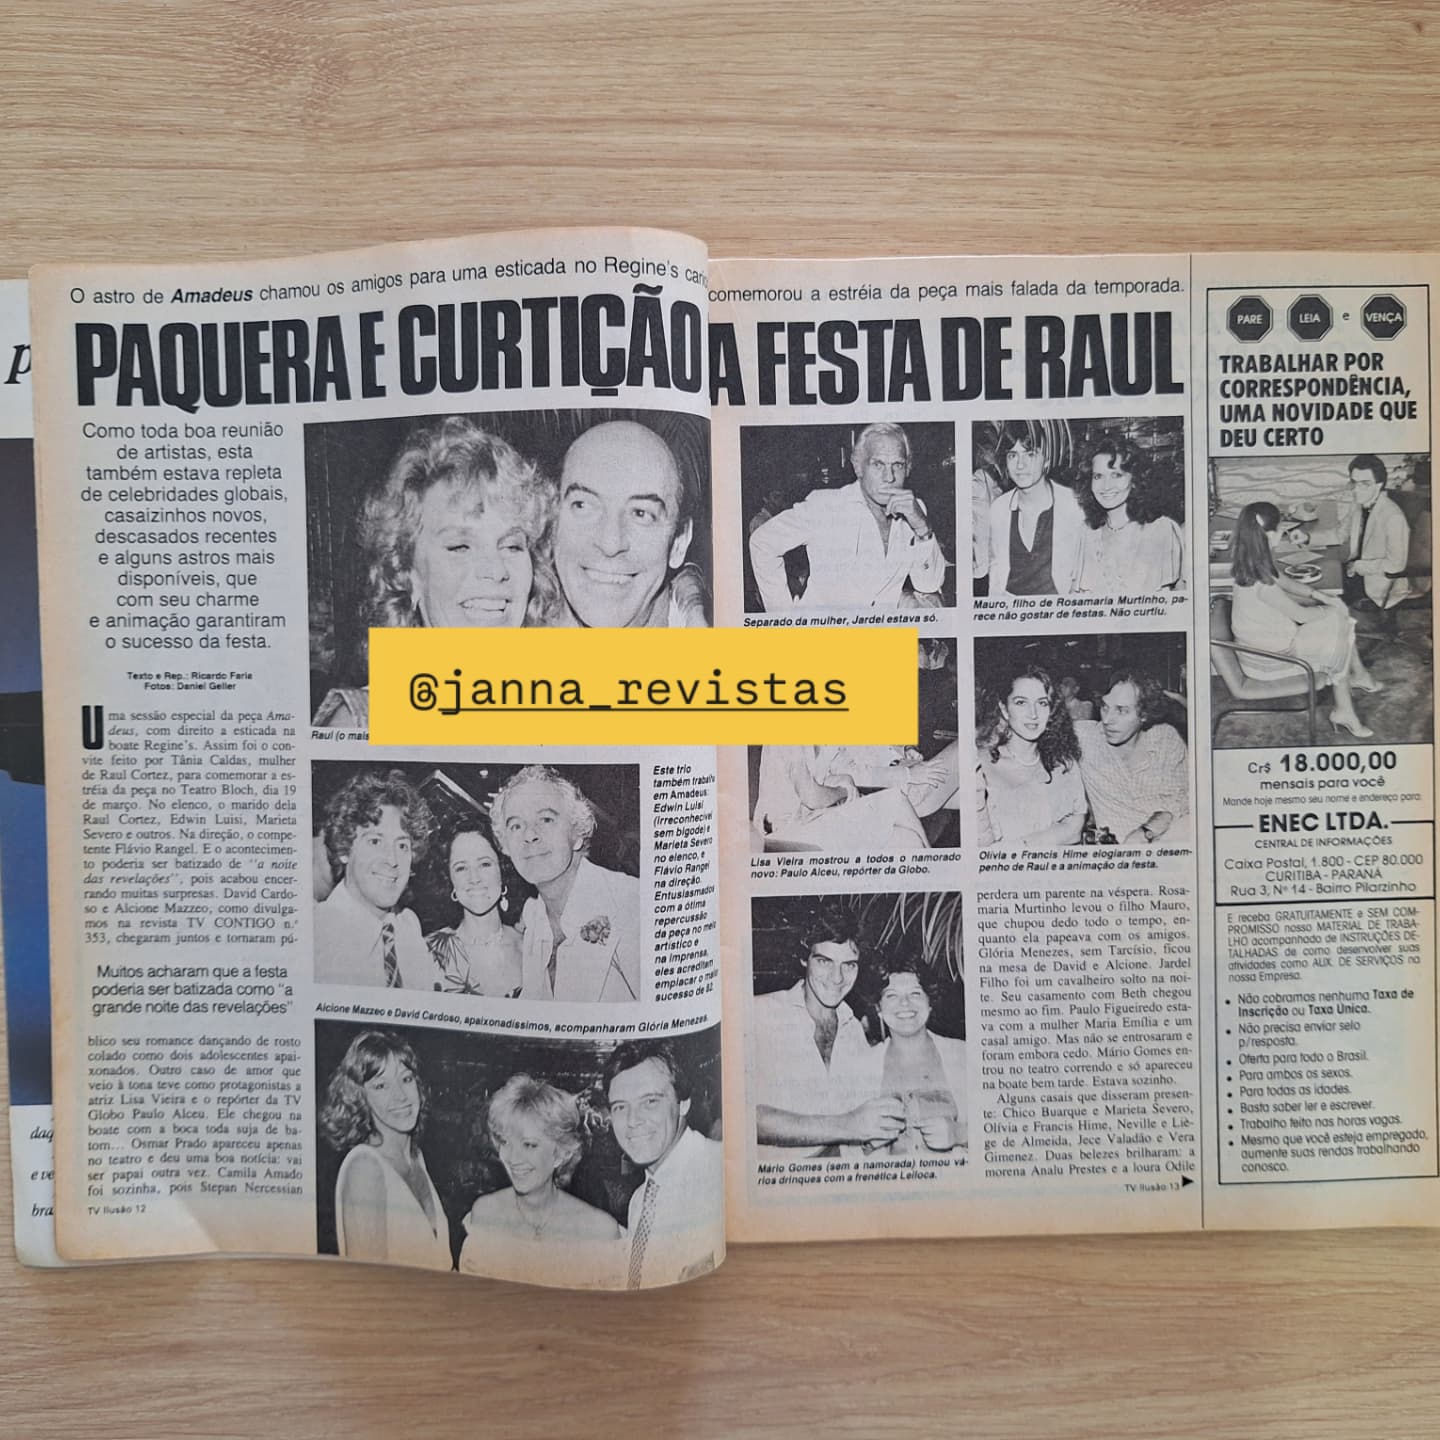 O astro de Amadeus chamou os amigos para uma esticada no Regine's
comemorou a estréia da peça mais falada da temporada.
PAQUERA E CURTIÇÃO
A FESTA DE RAUL
Como toda boa reunião
de artistas, esta
também estava repleta
de celebridades globais,
casaizinhos novos,
descasados recentes
e alguns astros mais
disponíveis, que
com seu charme
e animação garantiram
o sucesso da festa.
Texto e Rep.: Ricardo Faria
Fotos: Daniel Geller
Uma sessão especial da peça Ama-
deus, com direito a esticada na
boate Regine's. Assim foi o con-
vite feito por Tânia Caldas, mulher
de Raul Cortez, para comemorar a es-
tréia da peça no Teatro Bloch, dia 19
de março. No elenco, o marido dela
Raul Cortez, Edwin Luisi, Marieta
Severo e outros. Na direção, o compe-
tente Flávio Rangel. E o acontecimen-
to poderia ser batizado de "a noite
das revelações", pois acabou encer-
rando muitas surpresas. David Cardo-
so e Alcione Mazzeo, como divulga-
mos na revista TV CONTIGO n.º
353, chegaram juntos e tornaram pú-
Muitos acharam que a festa
poderia ser batizada como "a
grande noite das revelações"
blico seu romance dançando de rosto
colado como dois adolescentes apai-
xonados. Outro caso de amor que
veio à tona teve como protagonistas a
atriz Lisa Vieira e o repórter da TV
Globo Paulo Alceu. Ele chegou na
boate com a boca toda suja de ba-
tom... Osmar Prado apareceu apenas
no teatro e deu uma boa notícia: vai
ser papai outra vez. Camila Amado
foi sozinha, pois Stepan Nercessian
TV Ilusão 12
Raul (o mais
@janna_revistas
Este trio
também trabalha
em Amadeus:
Edwin Luisi
(irreconhecível
sem bigode) e
Marieta Severo
no elenco, e
Flávio Rangel
na direção.
Entusiasmados
com a ótima
repercussão
da peça no meio
artístico e
na imprensa,
eles acreditam
emplacar o maior
sucesso de 82.
Alcione Mazzeo e David Cardoso, apaixonadíssimos, acompanharam Glória Menezes.
Separado da mulher, Jardel estava só.
Mauro, filho de Rosamaria Murtinho, pa-
rece não gostar de festas. Não curtiu.
Lisa Vieira mostrou a todos o namorado
novo: Paulo Alceu, repórter da Globo.
Olívia e Francis Hime elogiaram o desem-
penho de Raul e a animação da festa.
Mário Gomes (sem a namorada) tomou vá-
rios drinques com a frenética Leiloca.
perdera um parente na véspera. Rosa-
maria Murtinho levou o filho Mauro,
que chupou dedo todo o tempo, en-
quanto ela papeava com os amigos.
Glória Menezes, sem Tarcísio, ficou
na mesa de David e Alcione. Jardel
Filho foi um cavalheiro solto na noi-
te. Seu casamento com Beth chegou
mesmo ao fim. Paulo Figueiredo esta-
va com a mulher Maria Emília e um
casal amigo. Mas não se entrosaram e
foram embora cedo. Mário Gomes en-
trou no teatro correndo e só apareceu
na boate bem tarde. Estava sozinho.
Alguns casais que disseram presen-
te: Chico Buarque e Marieta Severo,
Olívia e Francis Hime, Neville e Liè-
ge de Almeida, Jece Valadão e Vera
Gimenez. Duas belezes brilharam: a
morena Analu Prestes e a loura Odile
TV Ilusão 13
PARE LEIA e VENÇA
TRABALHAR POR
CORRESPONDÊNCIA,
UMA NOVIDADE QUE
DEU CERTO
Cr$ 18.000,00
mensais para você
Mande hoje mesmo seu nome e endereço para:
ENEC LTDA.
CENTRAL DE INFORMAÇÕES
Caixa Postal, 1.800 - CEP 80.000
CURITIBA - PARANÁ
Rua 3, Nº 14 - Bairro Pilarzinho
E receba GRATUITAMENTE e SEM COM-
PROMISSO nosso MATERIAL DE TRABA-
LHO acompanhado de INSTRUÇÕES DE-
TALHADAS de como desenvolver suas
atividades como AUX. DE SERVIÇOS na
nossa Empresa.
• Não cobramos nenhuma Taxa de
Inscrição ou Taxa Única.
• Não precisa enviar selo
p/resposta.
• Oferta para todo o Brasil.
• Para ambos os sexos.
• Para todas as idades.
• Basta saber ler e escrever.
• Trabalho feito nas horas vagas.
• Mesmo que você esteja empregado,
aumente suas rendas trabalhando
conosco.